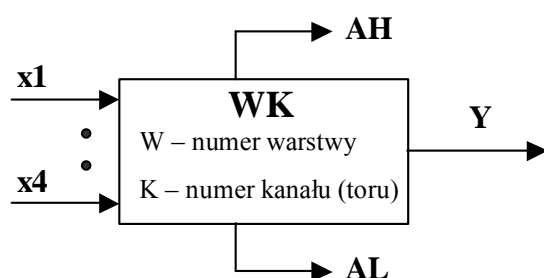 AH
x1
WK
Y
W – numer warstwy
K – numer kanału (toru)
x4
AL